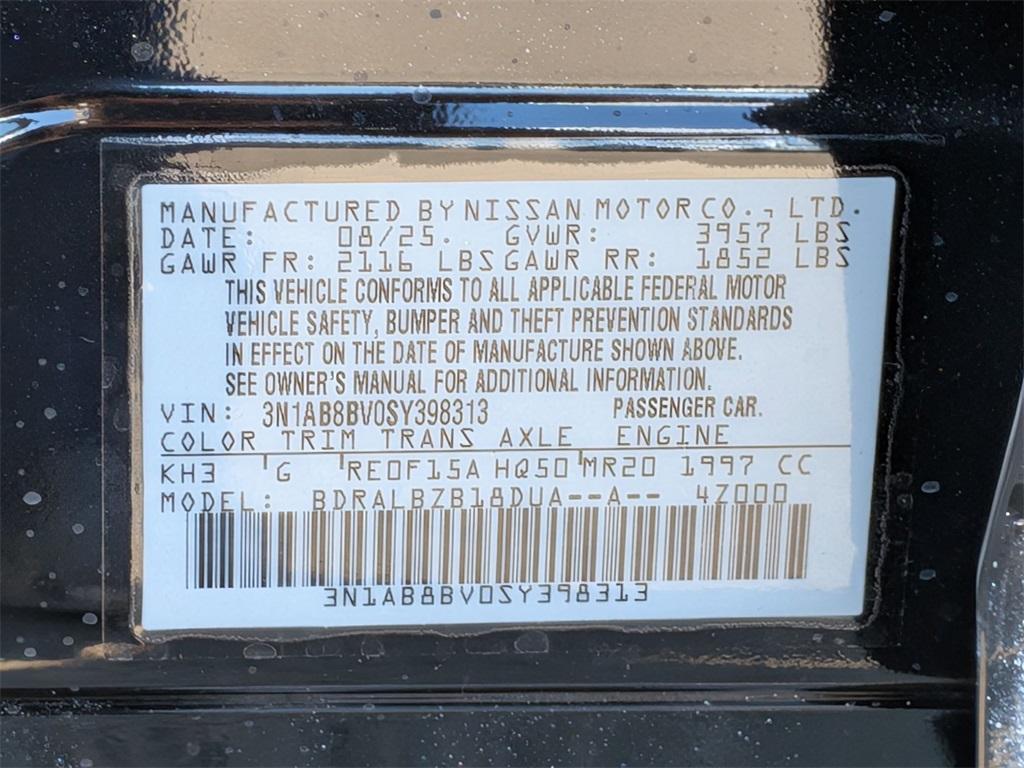 MANUFACTURED BY NISSAN MOTOR CO., LTD.
DATE: 08/25. GVWR: 3957 LBS
GAWR FR: 2116 LBS GAWR RR: 1852 LBS
THIS VEHICLE CONFORMS TO ALL APPLICABLE FEDERAL MOTOR
VEHICLE SAFETY, BUMPER AND THEFT PREVENTION STANDARDS
IN EFFECT ON THE DATE OF MANUFACTURE SHOWN ABOVE.
SEE OWNER'S MANUAL FOR ADDITIONAL INFORMATION.
VIN: 3N1AB8BV0SY398313 PASSENGER CAR.
COLOR TRIM TRANS AXLE ENGINE
KH3 G RE0F15A HQ50 MR20 1997 CC
MODEL: BDRALBZB18DUA--A-- 4Z000
3N1AB8BV0SY398313